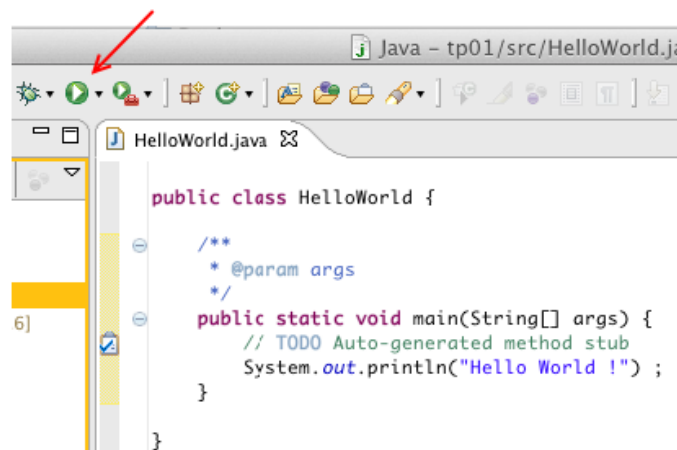 Java - tp01/src/HelloWorld.ja
HelloWorld.java
6]
public class HelloWorld {
/**
* @param args
*/
public static void main(String[] args) {
// TODO Auto-generated method stub
System.out.println("Hello World !") ;
}
}